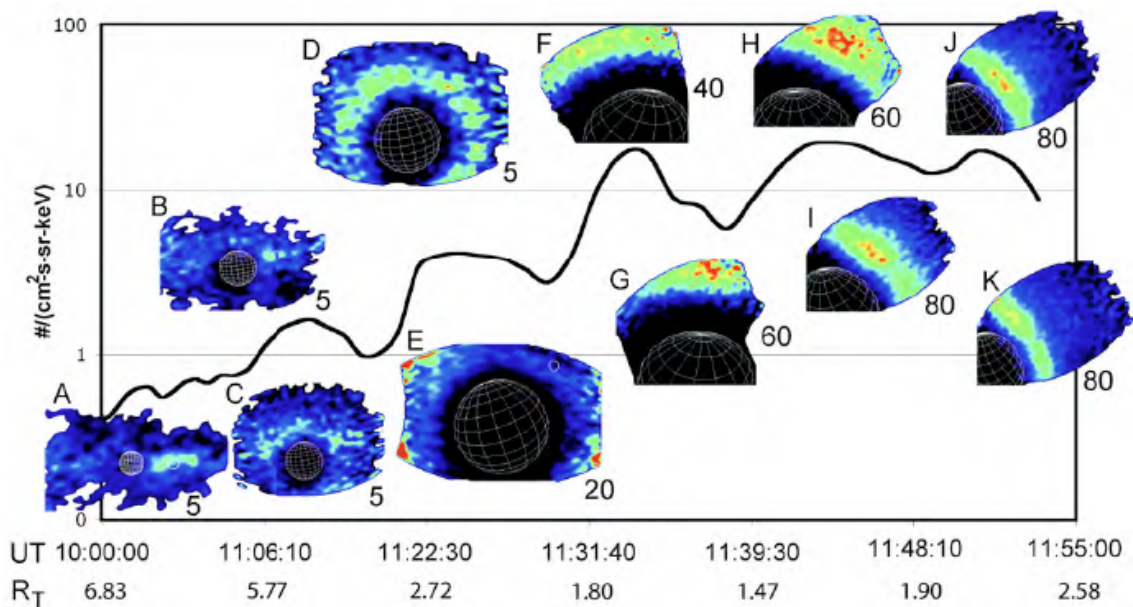 100
D
F
H
J
40
60
80
5
10
B
5
I
G
K
80
60
80
#/(cm²-s-sr-keV)
1
E
A
C
5
5
20
0
UT 10:00:00 11:06:10 11:22:30 11:31:40 11:39:30 11:48:10 11:55:00
R_T 6.83 5.77 2.72 1.80 1.47 1.90 2.58